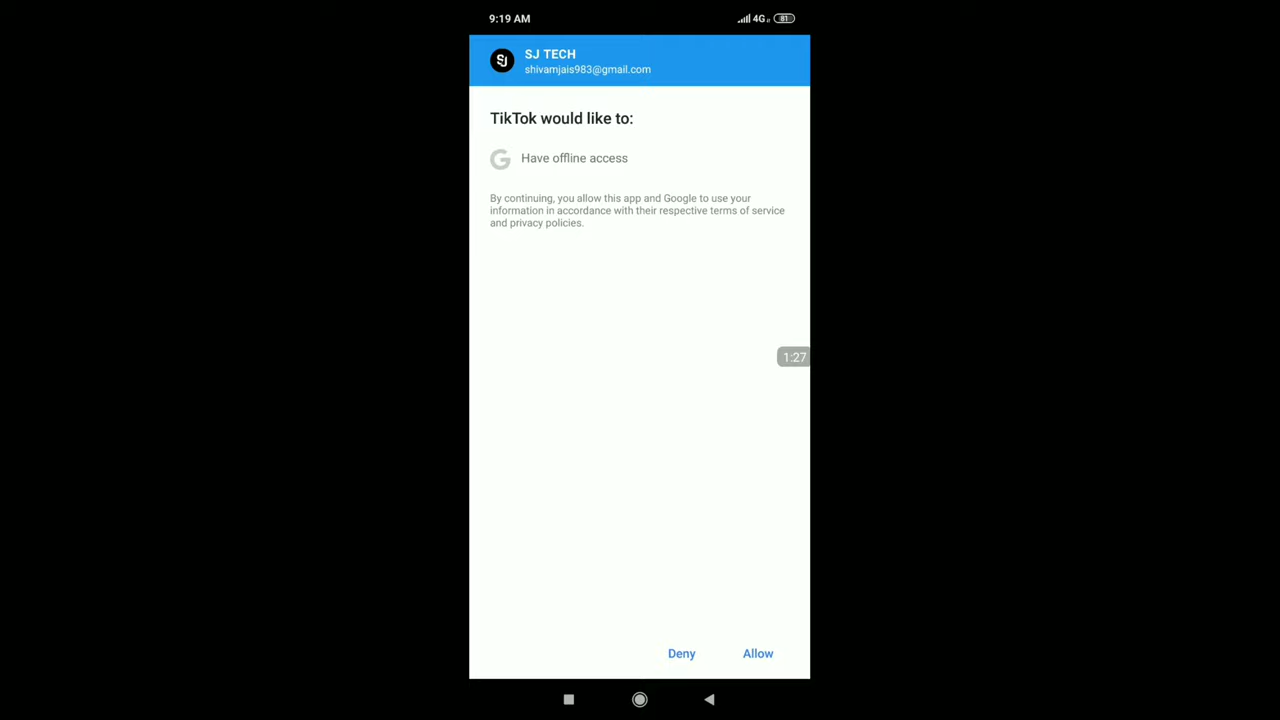 9:19 AM
4G
81
SJ
SJ TECH
shivamjais983@gmail.com
TikTok would like to:
G Have offline access
By continuing, you allow this app and Google to use your
information in accordance with their respective terms of service
and privacy policies.
1:27
Deny Allow